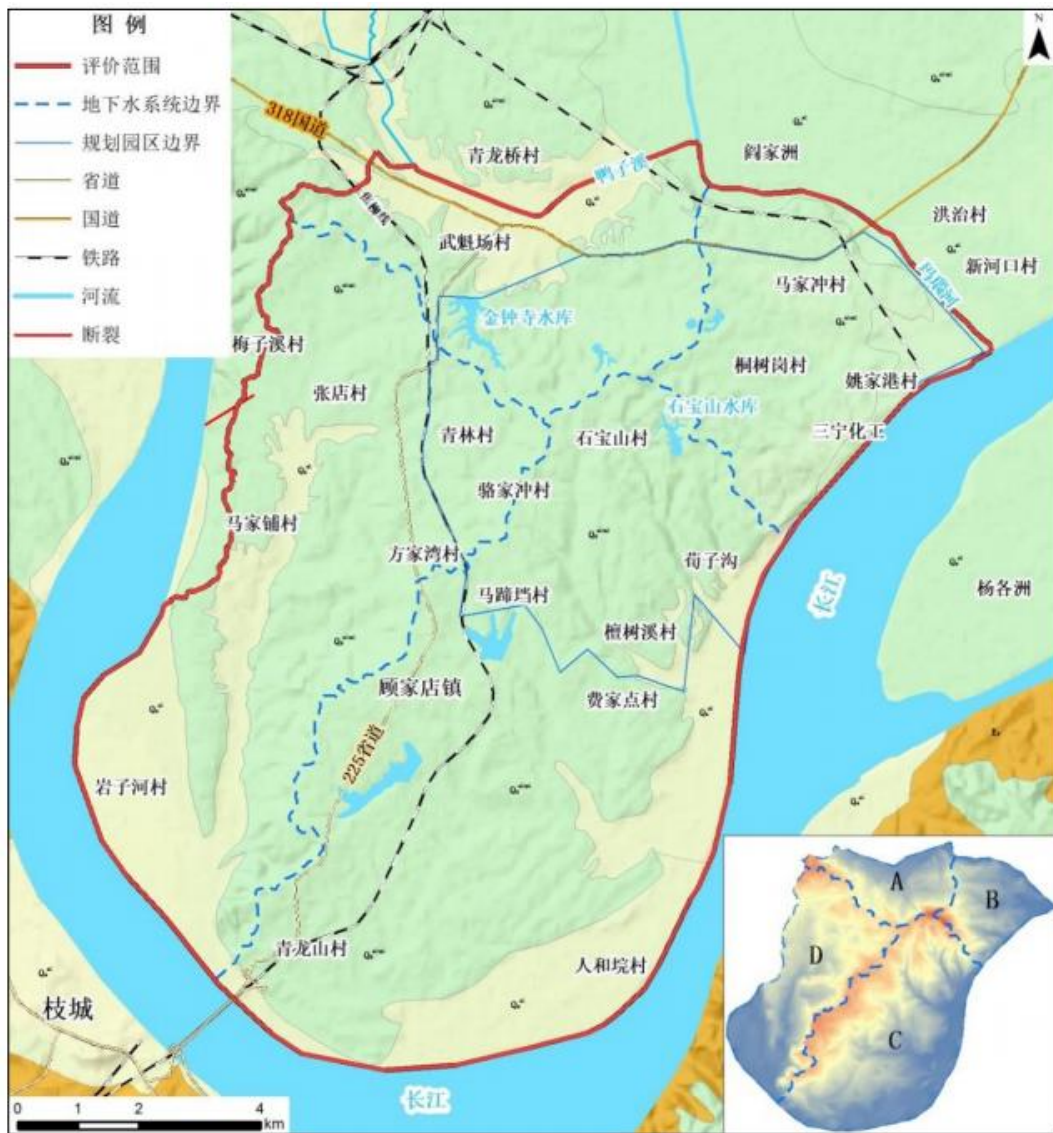 图 例
评价范围
地下水系统边界
规划园区边界
省道
国道
铁路
河流
断裂
N
318国道
青龙桥村
鸭子溪
阎家洲
焦柳线
武魁场村
洪治村
新河口村
玛瑙河
马家冲村
金钟寺水库
梅子溪村
张店村
桐树岗村
姚家港村
石宝山水库
三宁化工
青林村
石宝山村
骆家冲村
马家铺村
方家湾村
荀子沟
长江
杨各洲
马蹄垱村
檀树溪村
顾家店镇
费家点村
225省道
岩子河村
青龙山村
人和垸村
枝城
长江
A
B
D
C
0 1 2 4
km